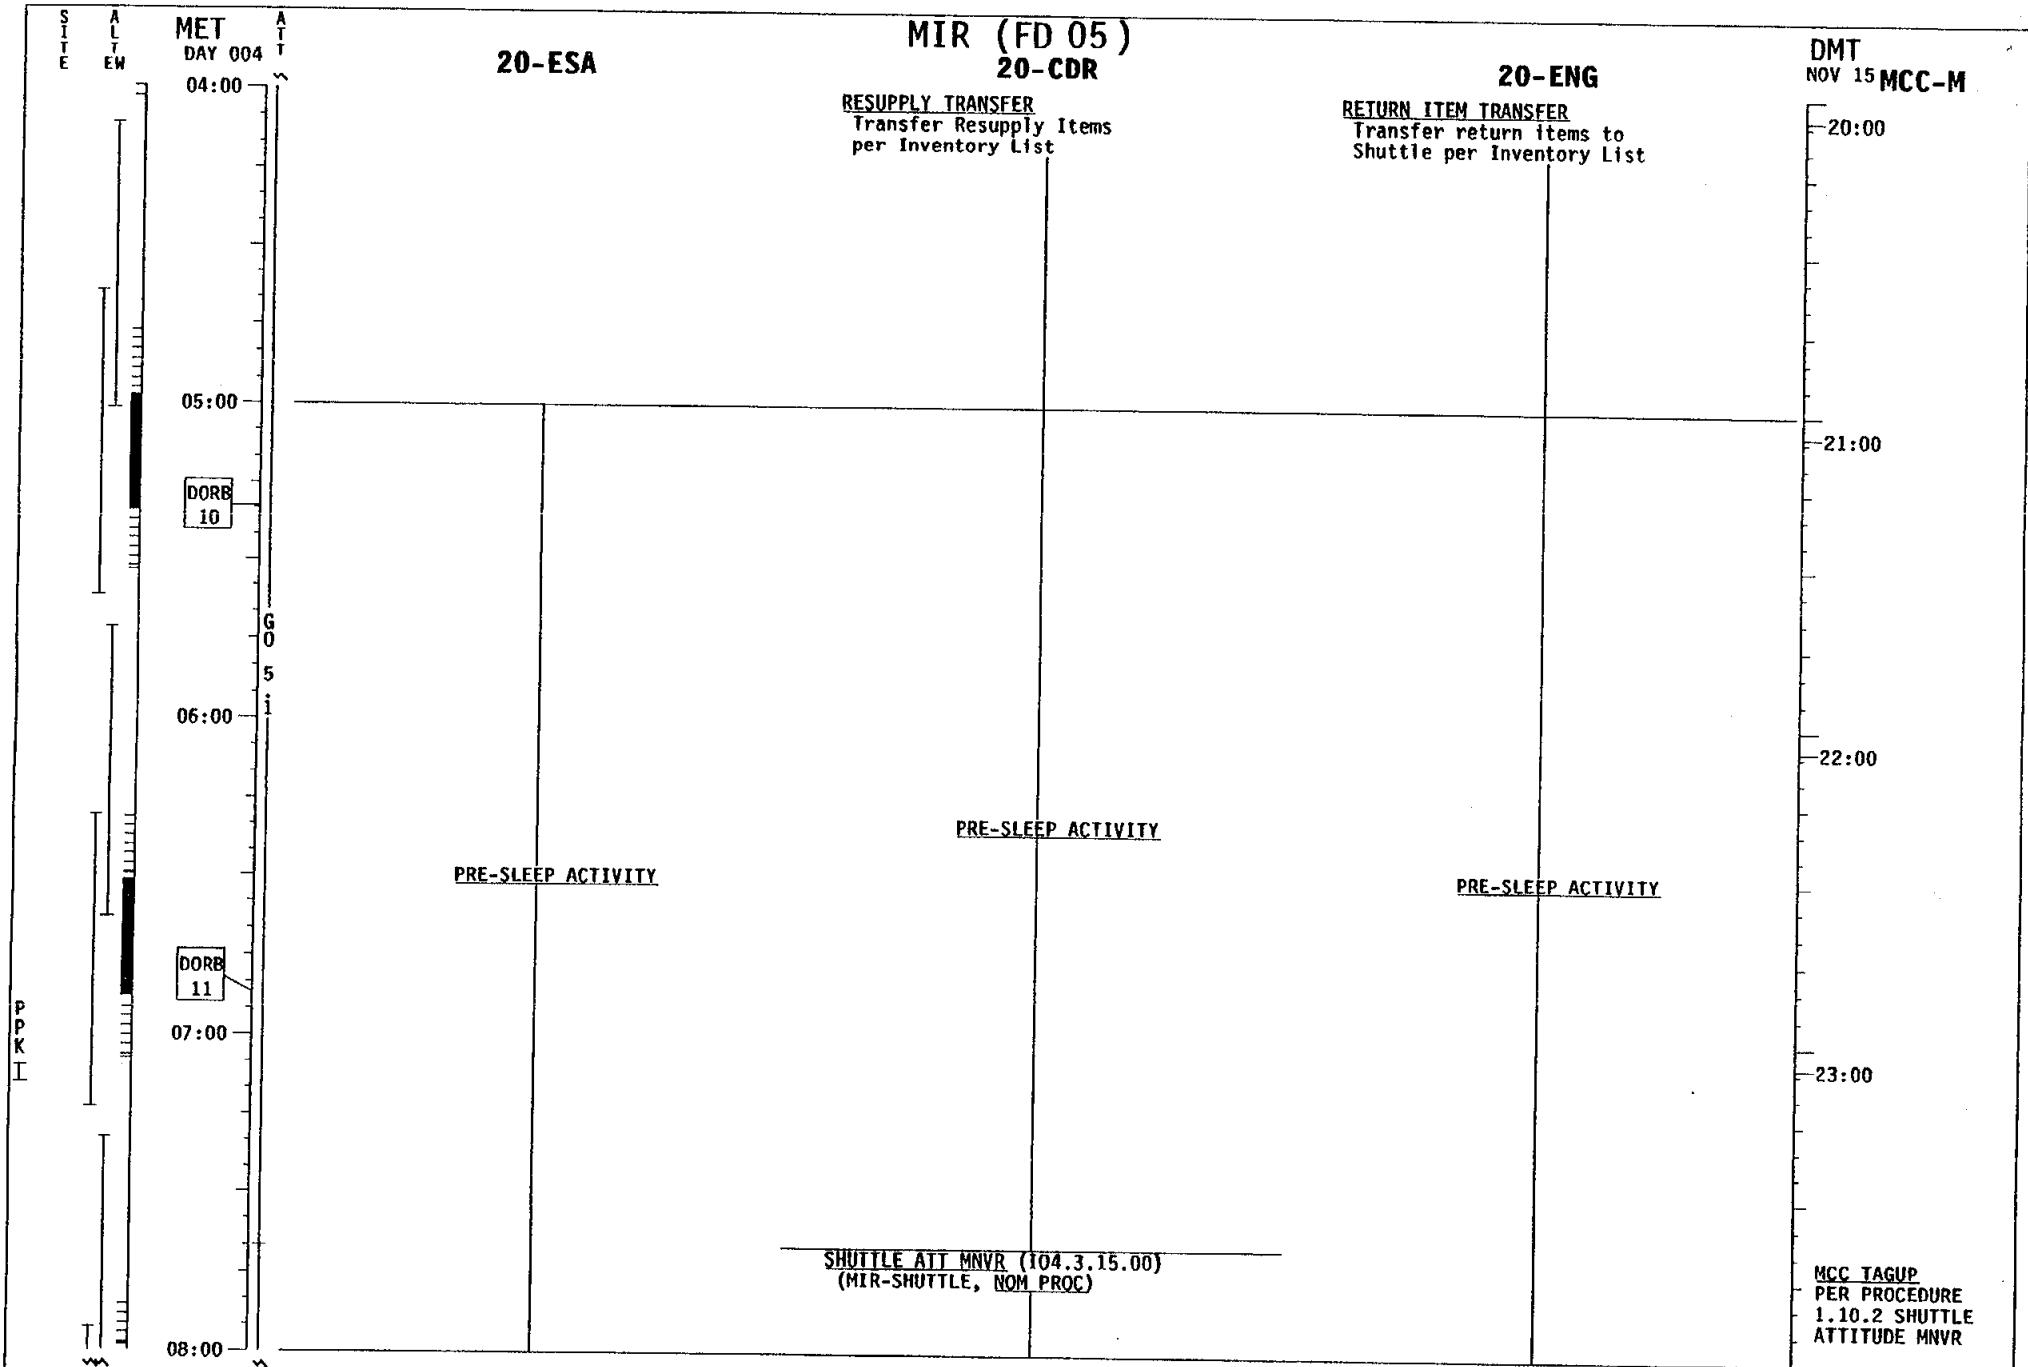 MIR (FD 05)
SITE
ALT
EW
MET
DAY 004
ATT
20-ESA
20-CDR
20-ENG
DMT
NOV 15 MCC-M
04:00
RESUPPLY TRANSFER
Transfer Resupply Items
per Inventory List
RETURN ITEM TRANSFER
Transfer return items to
Shuttle per Inventory List
20:00
05:00
21:00
DORB
10
GO 5.i
06:00
22:00
PRE-SLEEP ACTIVITY
PRE-SLEEP ACTIVITY
PRE-SLEEP ACTIVITY
DORB
11
PPK
07:00
23:00
SHUTTLE ATT MNVR (I04.3.15.00)
(MIR-SHUTTLE, NOM PROC)
MCC TAGUP
PER PROCEDURE
1.10.2 SHUTTLE
ATTITUDE MNVR
08:00